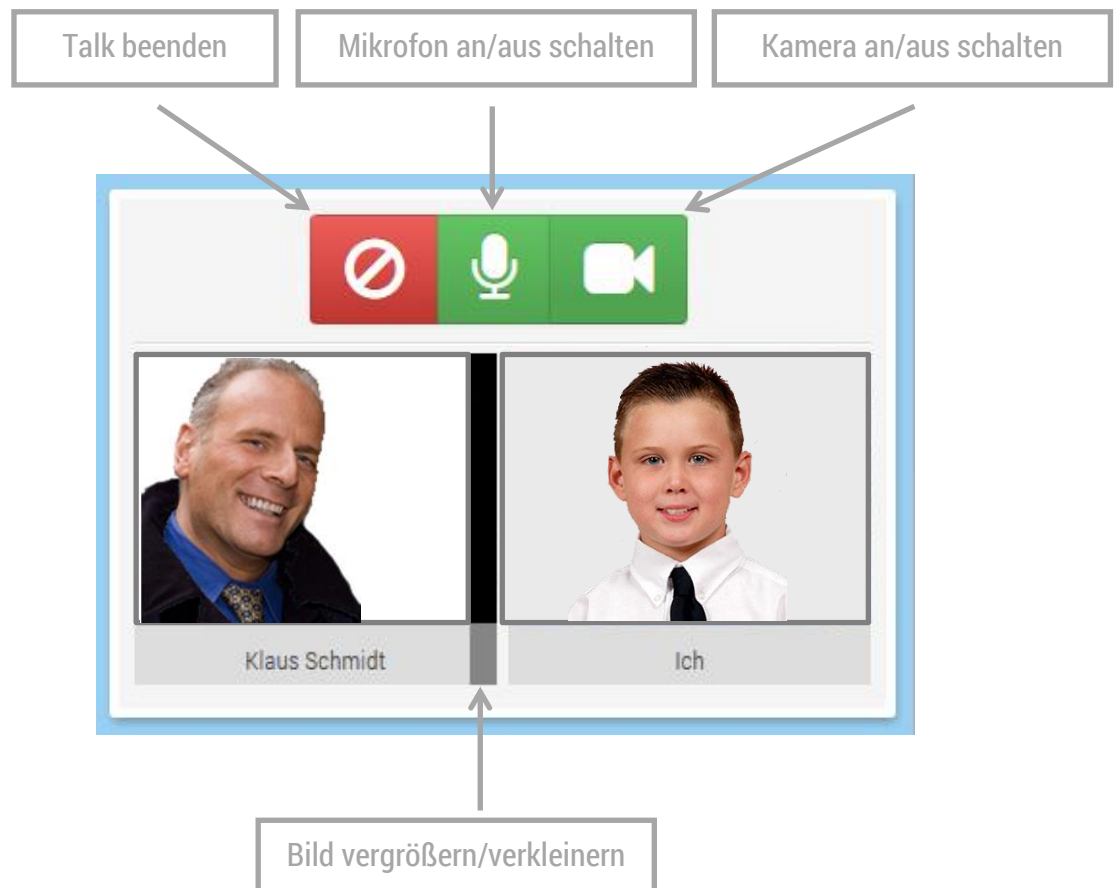 Talk beenden
Mikrofon an/aus schalten
Kamera an/aus schalten
Klaus Schmidt
Ich
Bild vergrößern/verkleinern